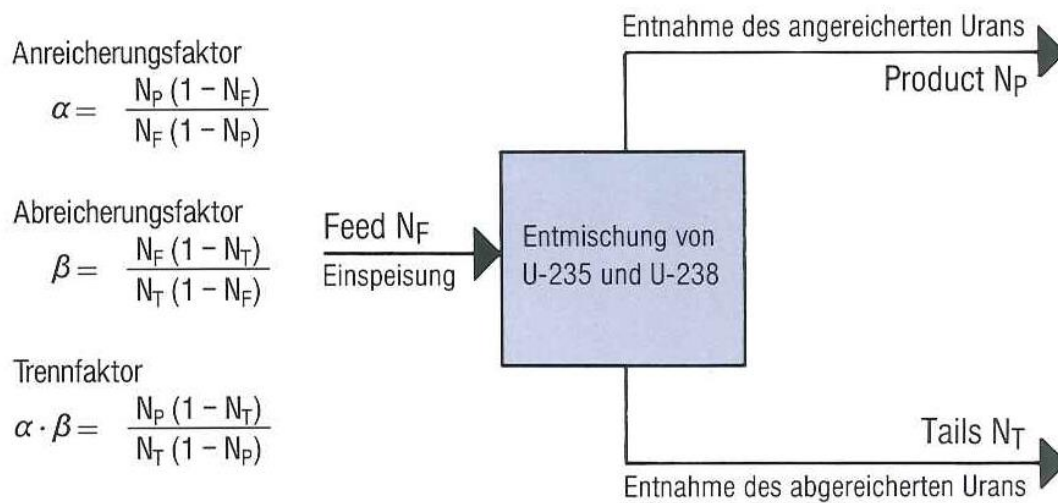 Anreicherungsfaktor
α = N_P (1 − N_F) / N_F (1 − N_P)
Abreicherungsfaktor
β = N_F (1 − N_T) / N_T (1 − N_F)
Trennfaktor
α · β = N_P (1 − N_T) / N_T (1 − N_P)
Feed N_F
Einspeisung
Entmischung von
U-235 und U-238
Entnahme des angereicherten Urans
Product N_P
Tails N_T
Entnahme des abgereicherten Urans